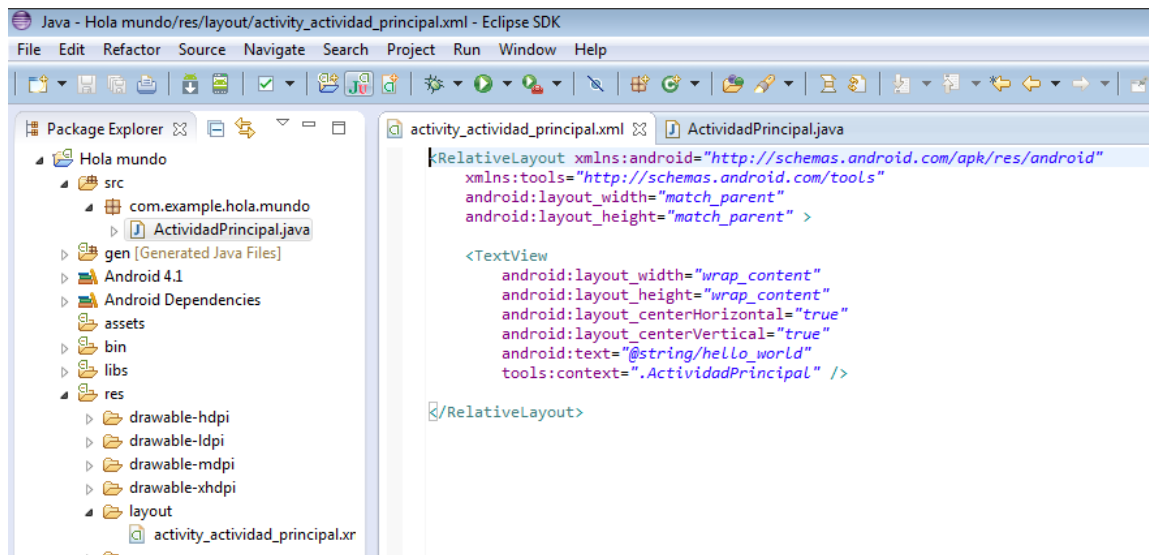 Java - Hola mundo/res/layout/activity_actividad_principal.xml - Eclipse SDK
File Edit Refactor Source Navigate Search Project Run Window Help
Package Explorer
Hola mundo
src
com.example.hola.mundo
ActividadPrincipal.java
gen [Generated Java Files]
Android 4.1
Android Dependencies
assets
bin
libs
res
drawable-hdpi
drawable-ldpi
drawable-mdpi
drawable-xhdpi
layout
activity_actividad_principal.xr
activity_actividad_principal.xml
ActividadPrincipal.java
<RelativeLayout xmlns:android="http://schemas.android.com/apk/res/android"
xmlns:tools="http://schemas.android.com/tools"
android:layout_width="match_parent"
android:layout_height="match_parent" >
<TextView
android:layout_width="wrap_content"
android:layout_height="wrap_content"
android:layout_centerHorizontal="true"
android:layout_centerVertical="true"
android:text="@string/hello_world"
tools:context=".ActividadPrincipal" />
</RelativeLayout>